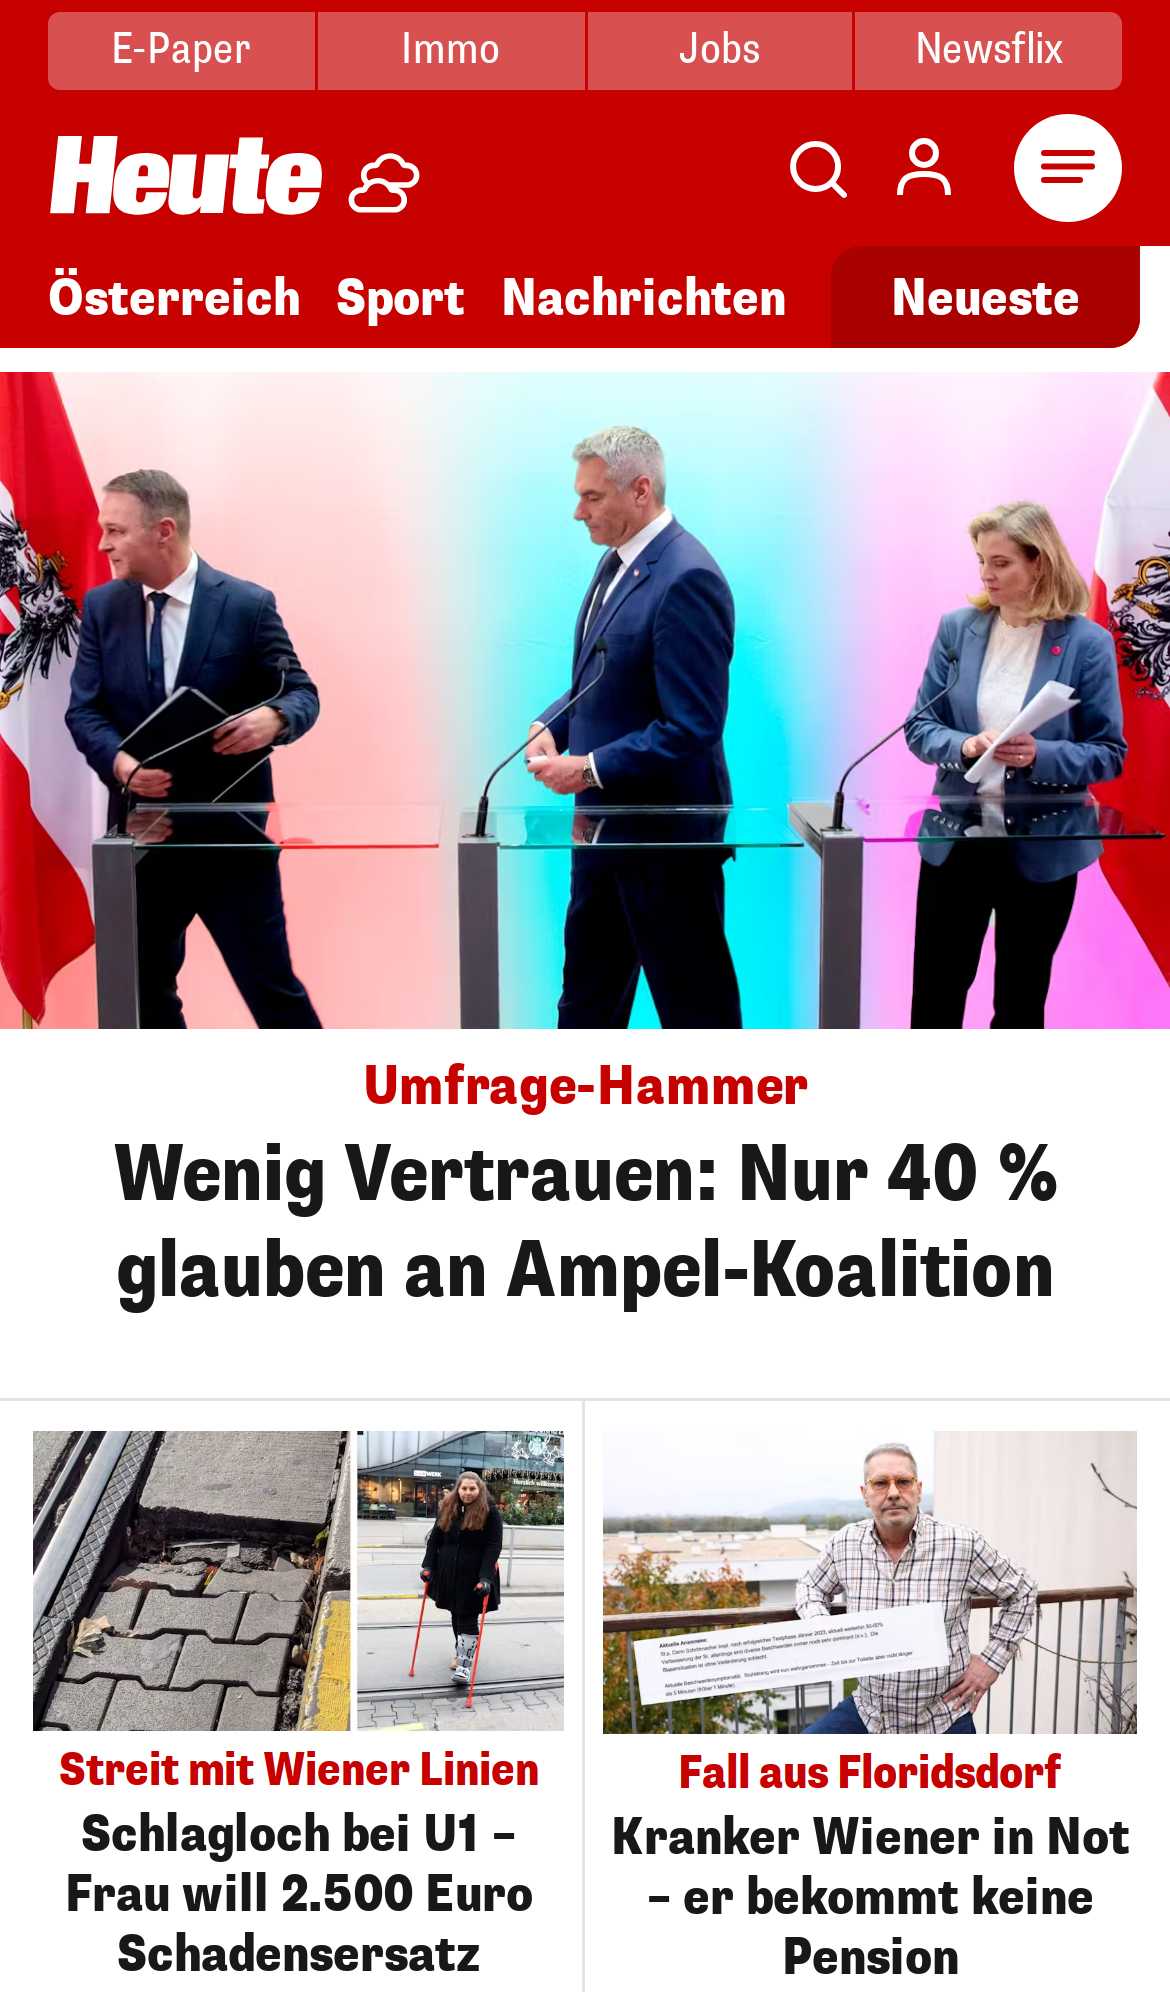 E-Paper
Immo
Jobs
Newsflix
Heute
Österreich
Sport
Nachrichten
Neueste
Umfrage-Hammer
Wenig Vertrauen: Nur 40 %
glauben an Ampel-Koalition
Streit mit Wiener Linien
Schlagloch bei U1 –
Frau will 2.500 Euro
Schadensersatz
Aktuelle Anamnese:
Fall aus Floridsdorf
Kranker Wiener in Not
– er bekommt keine
Pension